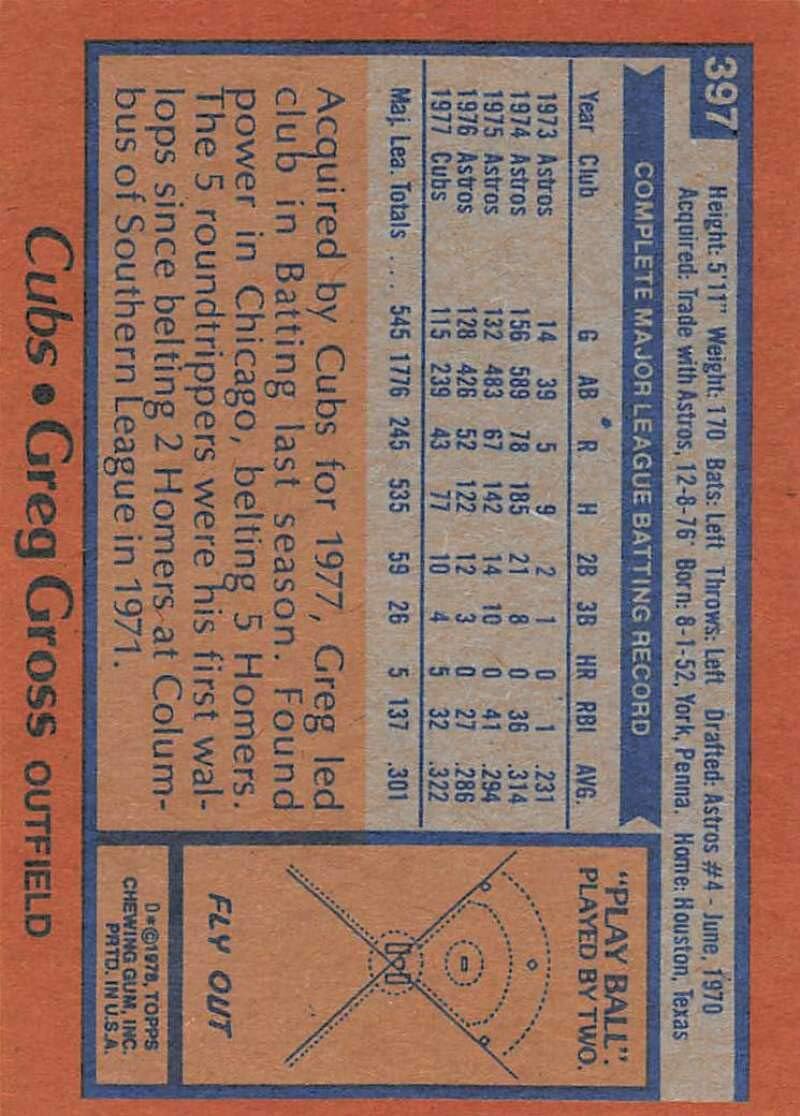 397
Height: 5'11" Weight: 170 Bats: Left Throws: Left Drafted: Astros #4 - June, 1970
Acquired: Trade with Astros, 12-8-76 Born: 8-1-52, York, Penna. Home: Houston, Texas
COMPLETE MAJOR LEAGUE BATTING RECORD
Year Club G AB R H 2B 3B HR RBI AVG.
1973 Astros 14 39 5 9 2 1 0 1 .231
1974 Astros 156 589 78 185 21 8 0 36 .314
1975 Astros 132 483 67 142 14 10 0 41 .294
1976 Astros 128 426 52 122 12 3 0 27 .286
1977 Cubs 115 239 43 77 10 4 5 32 .322
Maj. Lea. Totals .... 545 1776 245 535 59 26 5 137 .301
Acquired by Cubs for 1977, Greg led
club in Batting last season. Found
power in Chicago, belting 5 Homers.
The 5 roundtrippers were his first wal-
lops since belting 2 Homers at Colum-
bus of Southern League in 1971.
"PLAY BALL":
PLAYED BY TWO.
FLY OUT
D*©1978, TOPPS
CHEWING GUM, INC.
PRTD. IN U.S.A.
Cubs • Greg Gross OUTFIELD